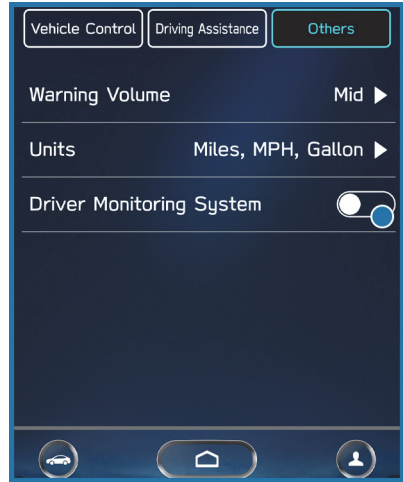 Vehicle Control Driving Assistance Others
Warning Volume Mid
Units Miles, MPH, Gallon
Driver Monitoring System